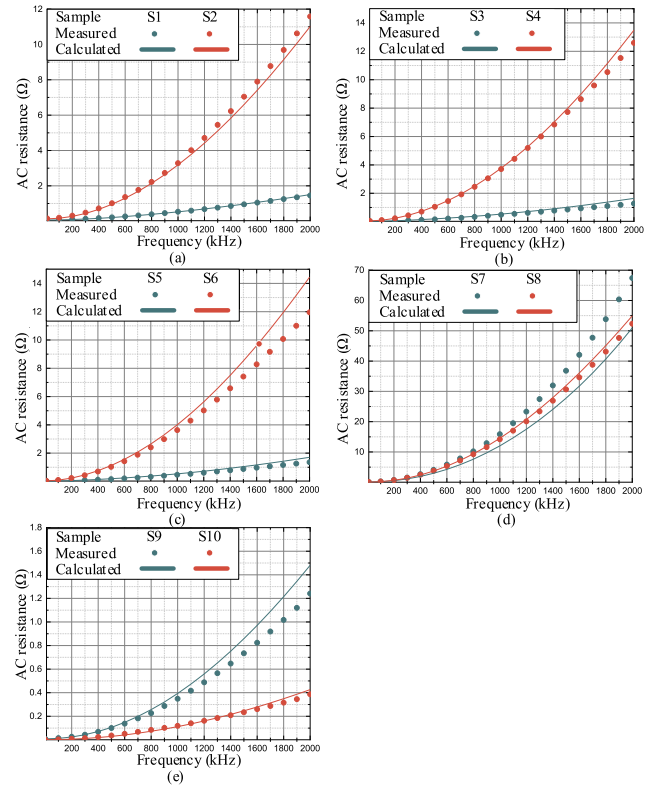 Sample S1 S2
Measured
Calculated
AC resistance (Ω)
12
10
8
6
4
2
200 400 600 800 1000 1200 1400 1600 1800 2000
Frequency (kHz)
(a)
Sample S3 S4
Measured
Calculated
AC resistance (Ω)
14
12
10
8
6
4
2
200 400 600 800 1000 1200 1400 1600 1800 2000
Frequency (kHz)
(b)
Sample S5 S6
Measured
Calculated
AC resistance (Ω)
14
12
10
8
6
4
2
200 400 600 800 1000 1200 1400 1600 1800 2000
Frequency (kHz)
(c)
Sample S7 S8
Measured
Calculated
AC resistance (Ω)
70
60
50
40
30
20
10
200 400 600 800 1000 1200 1400 1600 1800 2000
Frequency (kHz)
(d)
Sample S9 S10
Measured
Calculated
AC resistance (Ω)
1.8
1.6
1.4
1.2
1.0
0.8
0.6
0.4
0.2
200 400 600 800 1000 1200 1400 1600 1800 2000
Frequency (kHz)
(e)